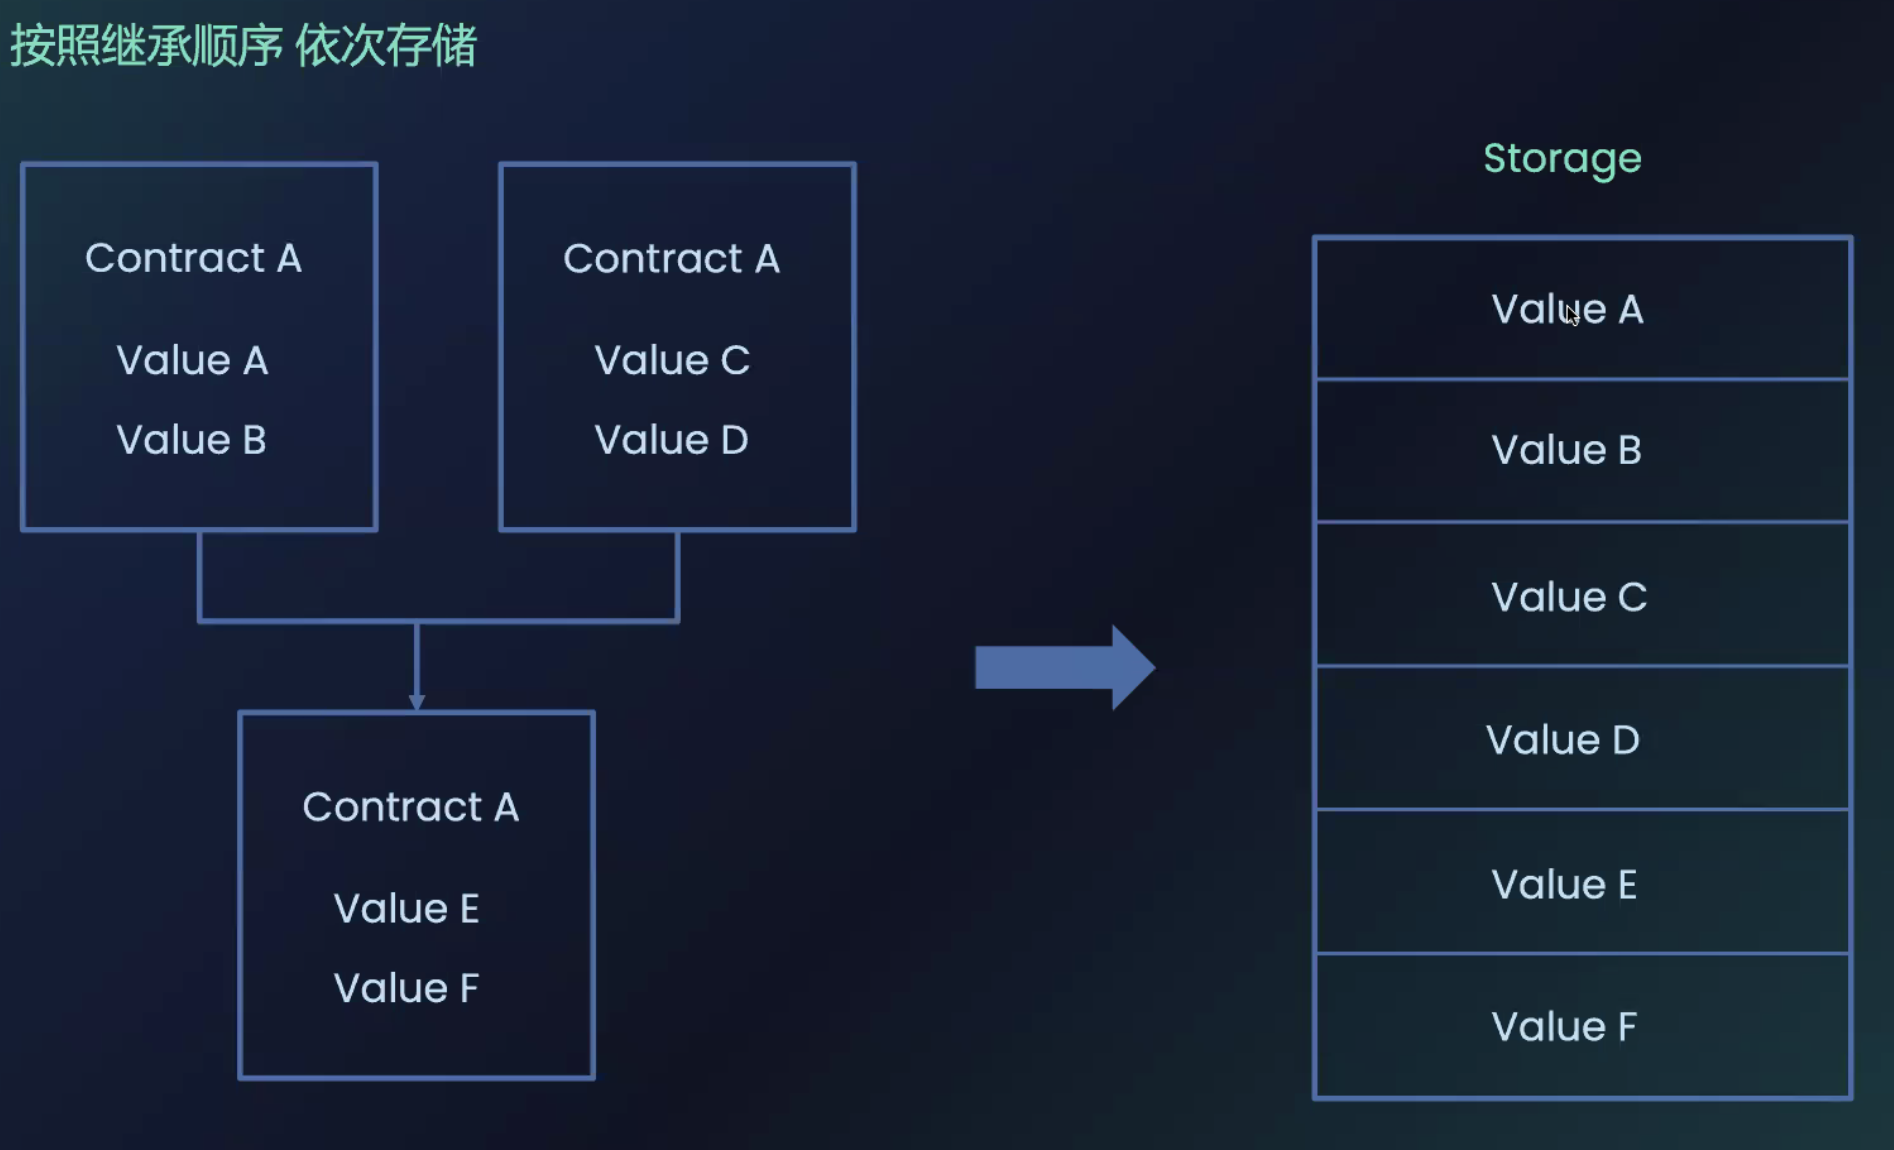 按照继承顺序 依次存储
Contract A
Value A
Value B
Contract A
Value C
Value D
Contract A
Value E
Value F
Storage
Value A
Value B
Value C
Value D
Value E
Value F